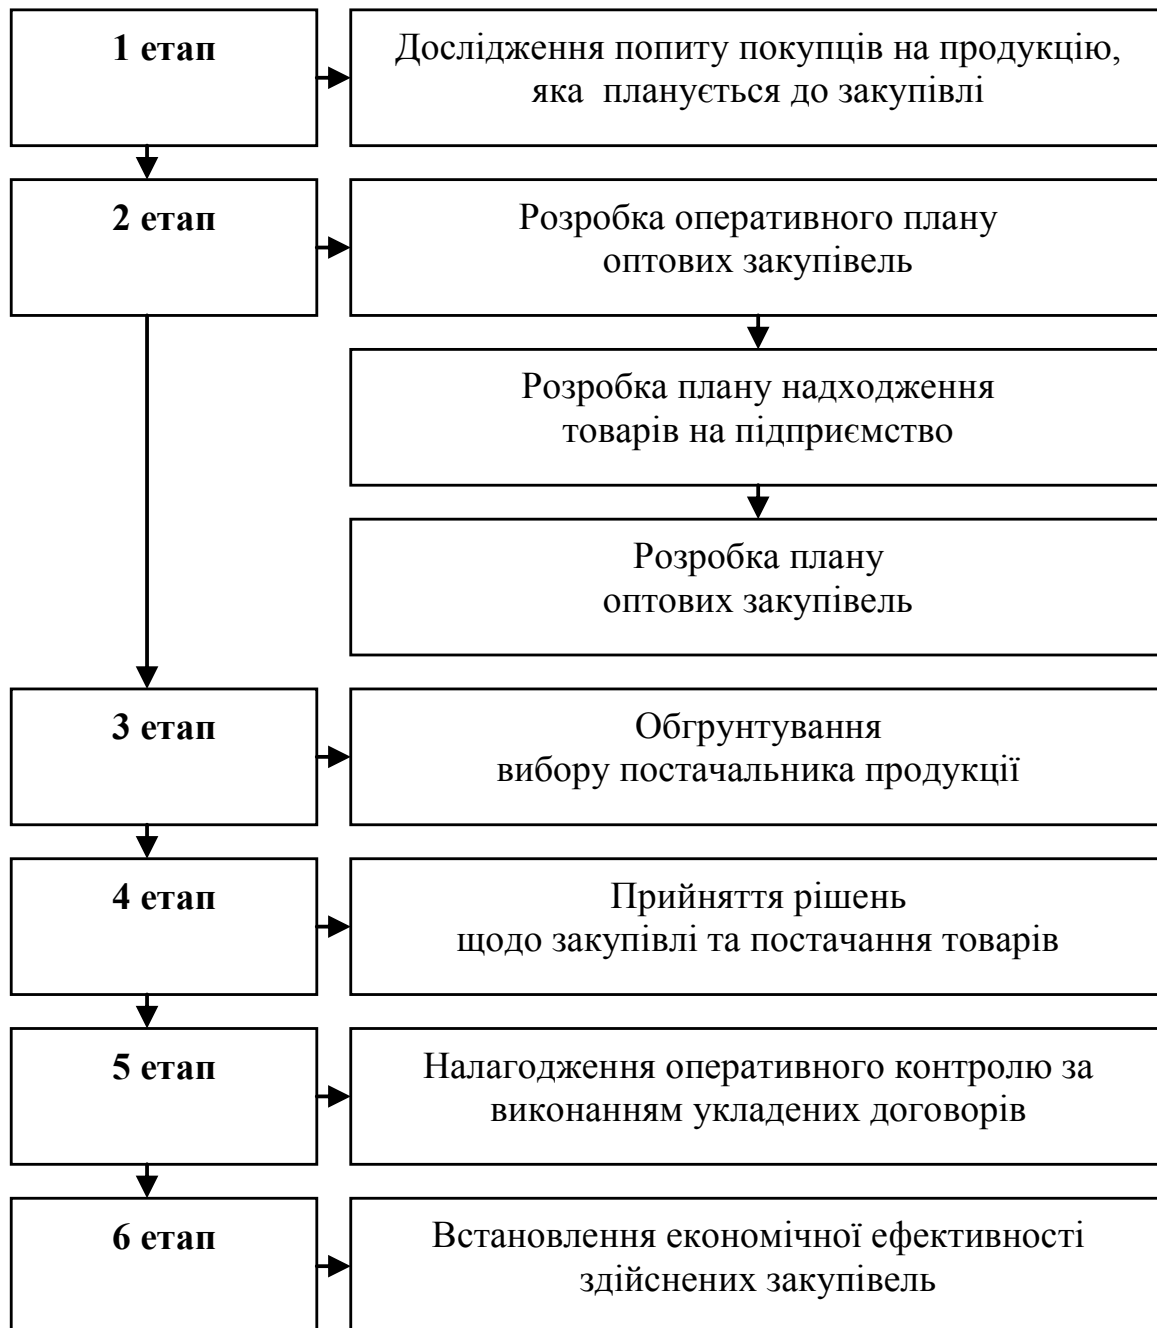 1 етап
Дослідження попиту покупців на продукцію,
яка планується до закупівлі
2 етап
Розробка оперативного плану
оптових закупівель
Розробка плану надходження
товарів на підприємство
Розробка плану
оптових закупівель
3 етап
Обгрунтування
вибору постачальника продукції
4 етап
Прийняття рішень
щодо закупівлі та постачання товарів
5 етап
Налагодження оперативного контролю за
виконанням укладених договорів
6 етап
Встановлення економічної ефективності
здійснених закупівель